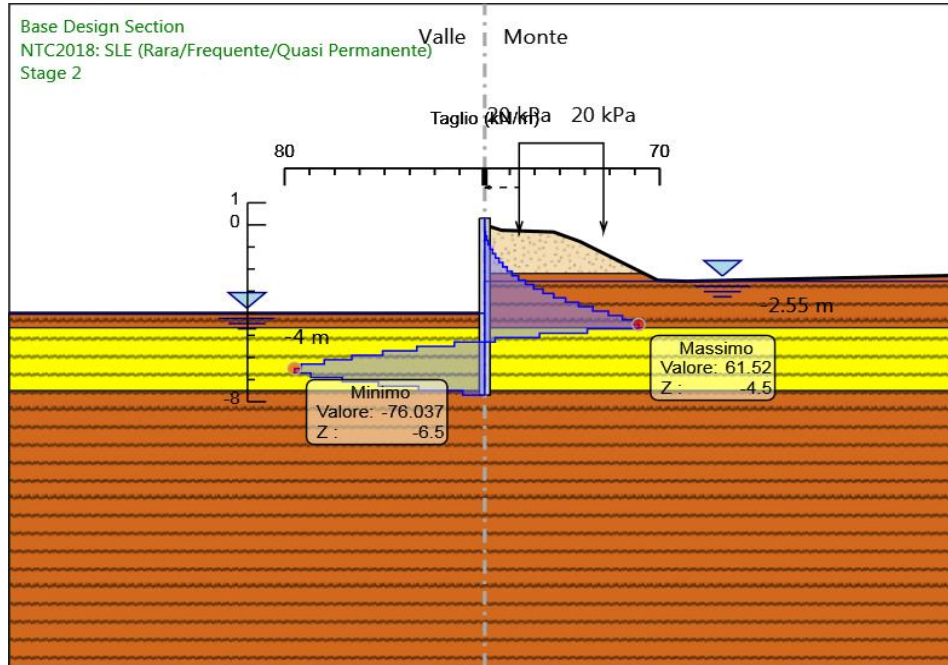 Base Design Section
NTC2018: SLE (Rara/Frequente/Quasi Permanente)
Stage 2
Valle
Monte
Taglio (kN/m)
20 kPa
20 kPa
80
70
1
0
-8
-4 m
-2.55 m
Massimo
Valore: 61.52
Z : -4.5
Minimo
Valore: -76.037
Z : -6.5